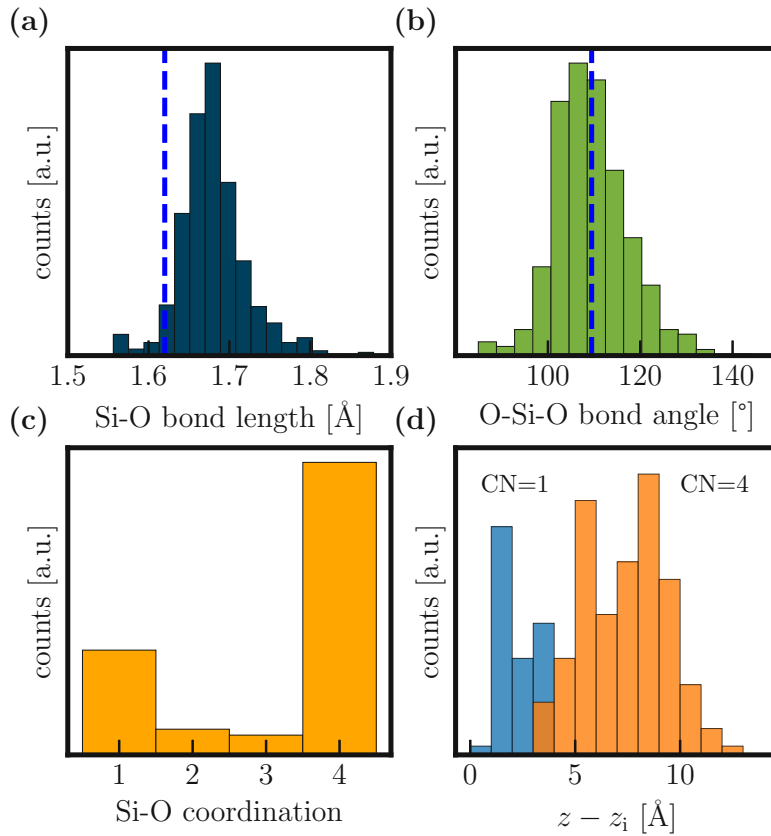 (a)
counts [a.u.]
1.5 1.6 1.7 1.8 1.9
Si-O bond length [Å]
(b)
counts [a.u.]
100 120 140
O-Si-O bond angle [°]
(c)
counts [a.u.]
1 2 3 4
Si-O coordination
(d)
CN=1 CN=4
counts [a.u.]
0 5 10
z − zi [Å]